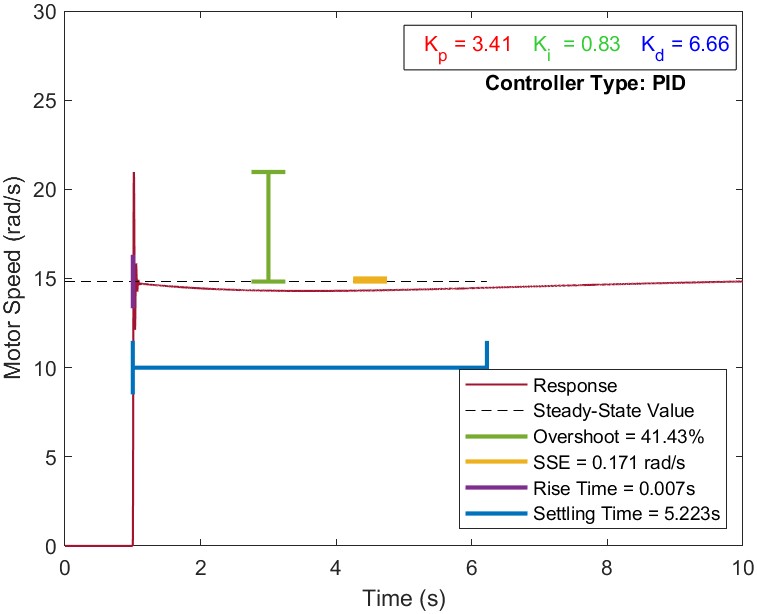 30
25
20
15
10
5
0
Motor Speed (rad/s)
Kp = 3.41 Ki = 0.83 Kd = 6.66
Controller Type: PID
Response
Steady-State Value
Overshoot = 41.43%
SSE = 0.171 rad/s
Rise Time = 0.007s
Settling Time = 5.223s
0 2 4 6 8 10
Time (s)